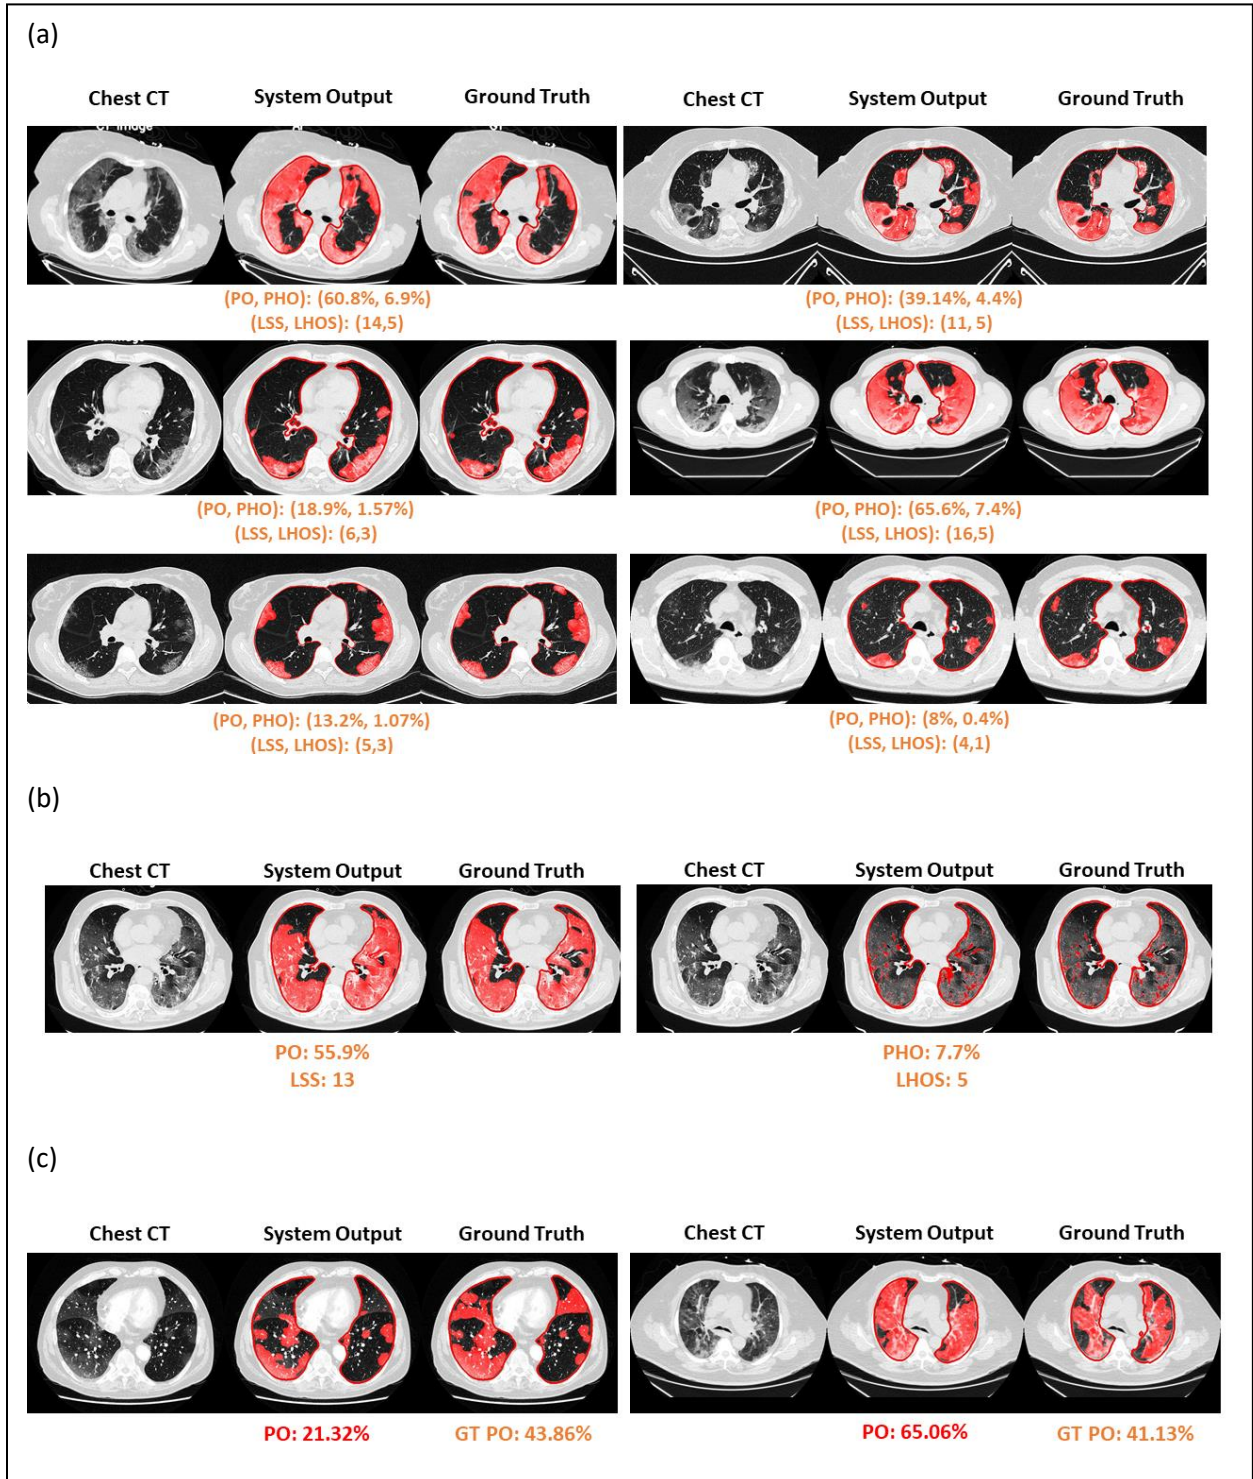 (a)
Chest CT System Output Ground Truth Chest CT System Output Ground Truth
(PO, PHO): (60.8%, 6.9%) (PO, PHO): (39.14%, 4.4%)
(LSS, LHOS): (14,5) (LSS, LHOS): (11, 5)
(PO, PHO): (18.9%, 1.57%) (PO, PHO): (65.6%, 7.4%)
(LSS, LHOS): (6,3) (LSS, LHOS): (16,5)
(PO, PHO): (13.2%, 1.07%) (PO, PHO): (8%, 0.4%)
(LSS, LHOS): (5,3) (LSS, LHOS): (4,1)
(b)
Chest CT System Output Ground Truth Chest CT System Output Ground Truth
PO: 55.9% PHO: 7.7%
LSS: 13 LHOS: 5
(c)
Chest CT System Output Ground Truth Chest CT System Output Ground Truth
PO: 21.32% GT PO: 43.86% PO: 65.06% GT PO: 41.13%